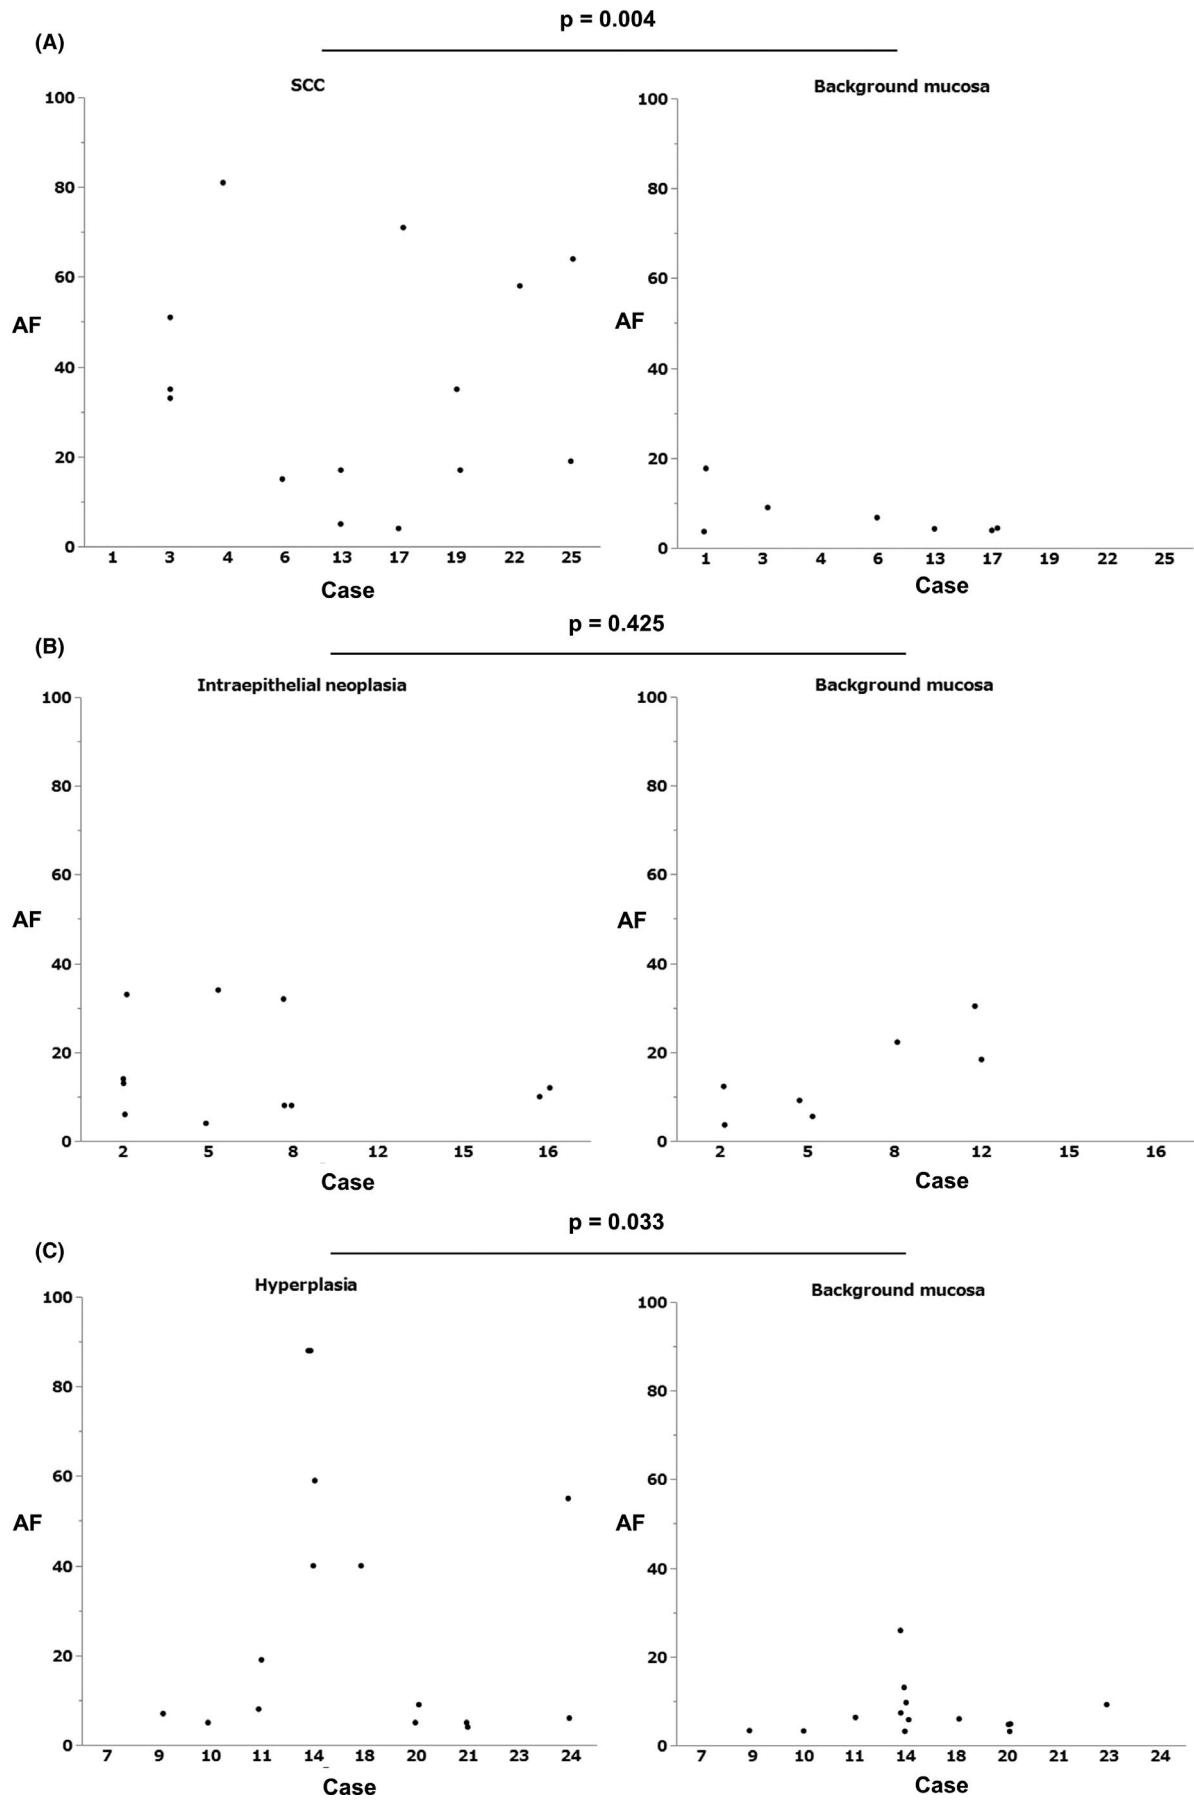 p = 0.004
(A)
SCC
Background mucosa
100
80
60
40
20
0
AF
1 3 4 6 13 17 19 22 25
Case
100
80
60
40
20
0
AF
1 3 4 6 13 17 19 22 25
Case
p = 0.425
(B)
Intraepithelial neoplasia
Background mucosa
100
80
60
40
20
0
AF
2 5 8 12 15 16
Case
100
80
60
40
20
0
AF
2 5 8 12 15 16
Case
p = 0.033
(C)
Hyperplasia
Background mucosa
100
80
60
40
20
0
AF
7 9 10 11 14 18 20 21 23 24
Case
100
80
60
40
20
0
AF
7 9 10 11 14 18 20 21 23 24
Case